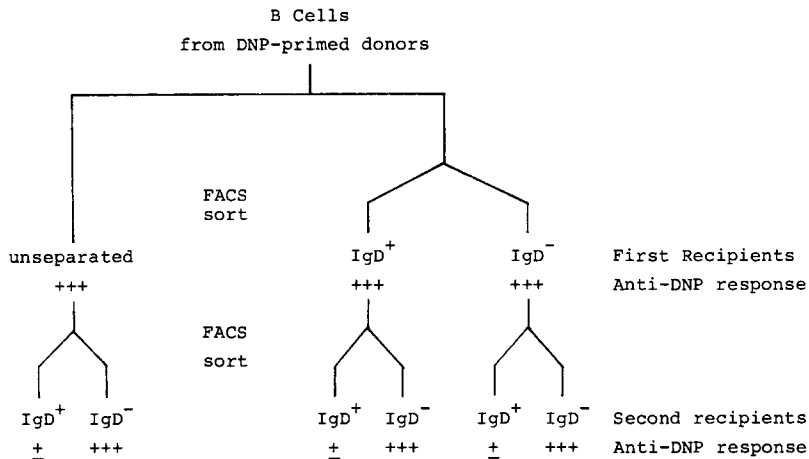 B Cells
from DNP-primed donors
FACS
sort
unseparated IgD+ IgD− First Recipients
+++ +++ +++ Anti-DNP response
FACS
sort
IgD+ IgD− IgD+ IgD− IgD+ IgD− Second recipients
± +++ ± +++ ± +++ Anti-DNP response